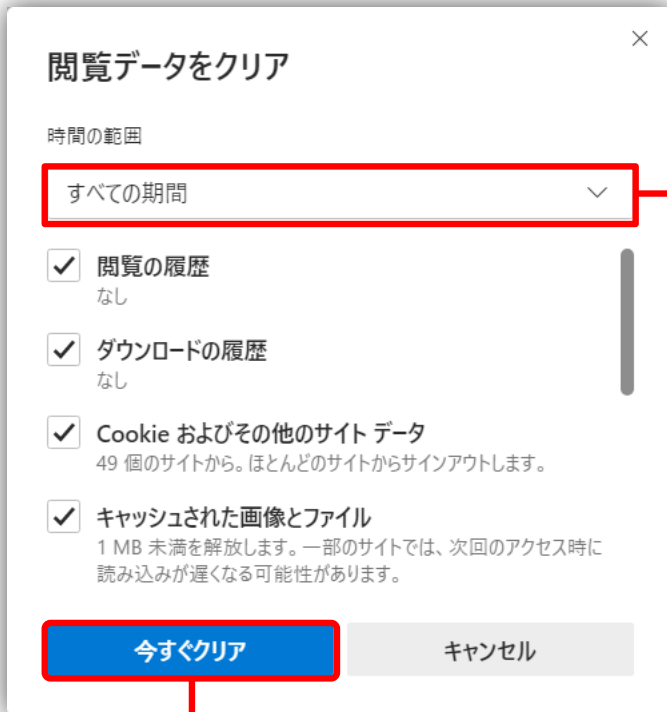 閲覧データをクリア
時間の範囲
すべての期間
閲覧の履歴
なし
ダウンロードの履歴
なし
Cookie およびその他のサイト データ
49 個のサイトから。ほとんどのサイトからサインアウトします。
キャッシュされた画像とファイル
1 MB 未満を解放します。一部のサイトでは、次回のアクセス時に
読み込みが遅くなる可能性があります。
今すぐクリア
キャンセル